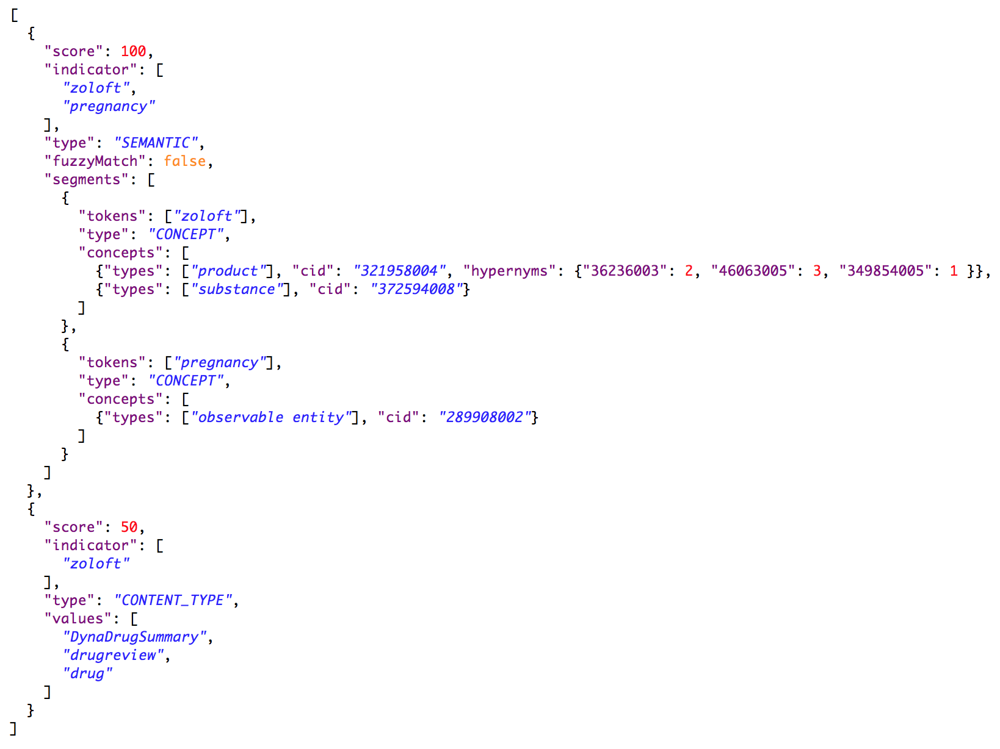 [
  {
    "score": 100,
    "indicator": [
      "zoloft",
      "pregnancy"
    ],
    "type": "SEMANTIC",
    "fuzzyMatch": false,
    "segments": [
      {
        "tokens": ["zoloft"],
        "type": "CONCEPT",
        "concepts": [
          {"types": ["product"], "cid": "321958004", "hypernyms": {"36236003": 2, "46063005": 3, "349854005": 1 }},
          {"types": ["substance"], "cid": "372594008"}
        ]
      },
      {
        "tokens": ["pregnancy"],
        "type": "CONCEPT",
        "concepts": [
          {"types": ["observable entity"], "cid": "289908002"}
        ]
      }
    ]
  },
  {
    "score": 50,
    "indicator": [
      "zoloft"
    ],
    "type": "CONTENT_TYPE",
    "values": [
      "DynaDrugSummary",
      "drugreview",
      "drug"
    ]
  }
]